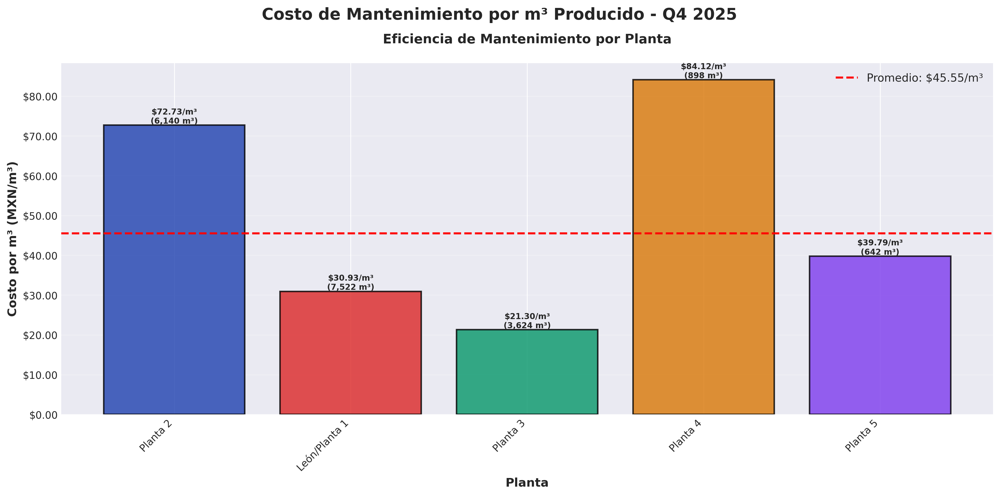 Costo de Mantenimiento por m³ Producido - Q4 2025
Eficiencia de Mantenimiento por Planta
Costo por m³ (MXN/m³)
$80.00
$70.00
$60.00
$50.00
$40.00
$30.00
$20.00
$10.00
$0.00
$72.73/m³
(6,140 m³)
$30.93/m³
(7,522 m³)
$21.30/m³
(3,624 m³)
$84.12/m³
(898 m³)
$39.79/m³
(642 m³)
Promedio: $45.55/m³
Planta 2
León/Planta 1
Planta 3
Planta 4
Planta 5
Planta